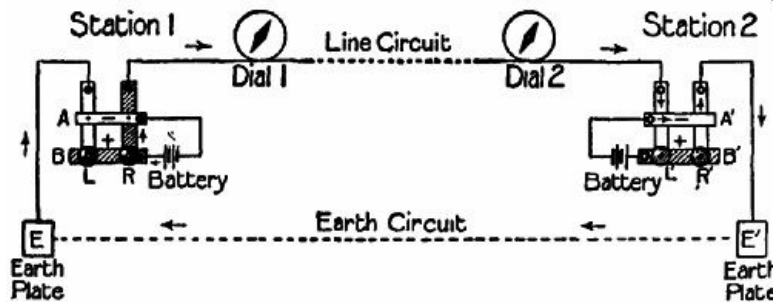 Station 1
Station 2
Line Circuit
Dial 1
Dial 2
A
- -
+
B
L
R
Battery
A'
-
+
B'
L'
R'
Battery
Earth Circuit
E
Earth
Plate
E'
Earth
Plate